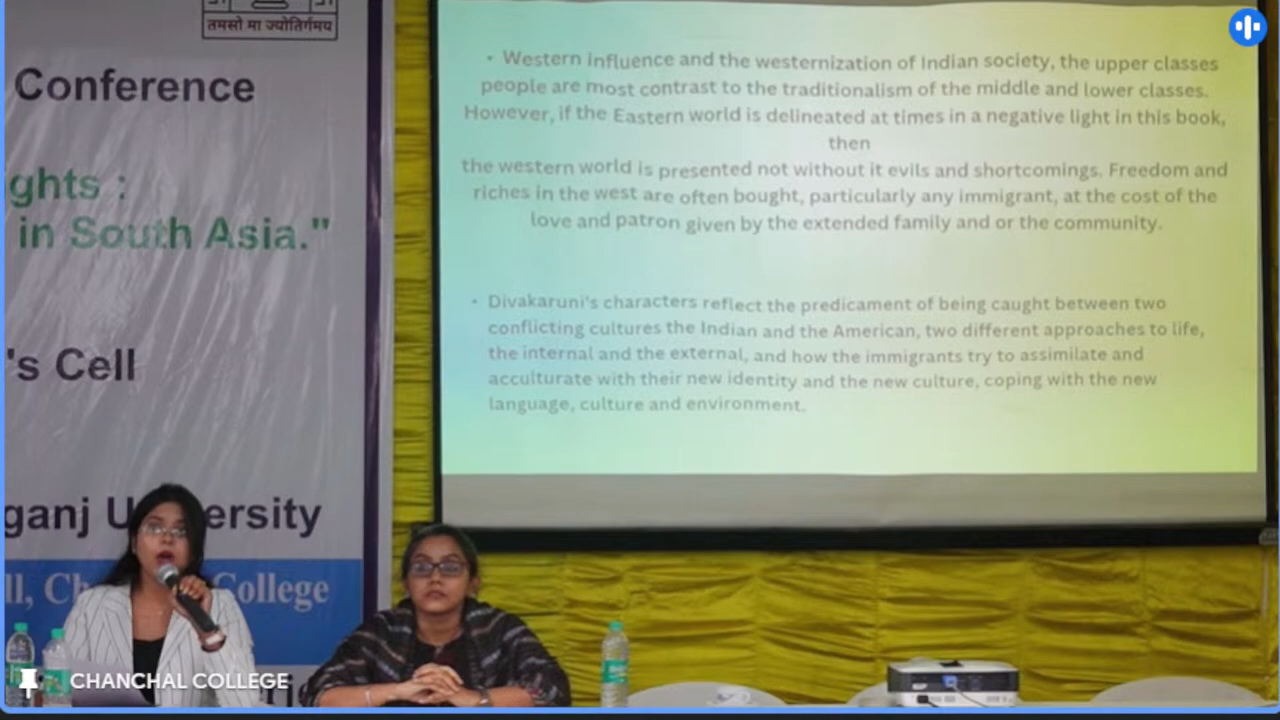 तमसो मा ज्योतिर्गमय
Conference
ghts :
in South Asia."
's Cell
ganj U ersity
ll, Ch College
• Western influence and the westernization of Indian society, the upper classes
people are most contrast to the traditionalism of the middle and lower classes.
However, if the Eastern world is delineated at times in a negative light in this book,
then
the western world is presented not without it evils and shortcomings. Freedom and
riches in the west are often bought, particularly any immigrant, at the cost of the
love and patron given by the extended family and or the community.
• Divakaruni's characters reflect the predicament of being caught between two
conflicting cultures the Indian and the American, two different approaches to life,
the internal and the external, and how the immigrants try to assimilate and
acculturate with their new identity and the new culture, coping with the new
language, culture and environment.
CHANCHAL COLLEGE